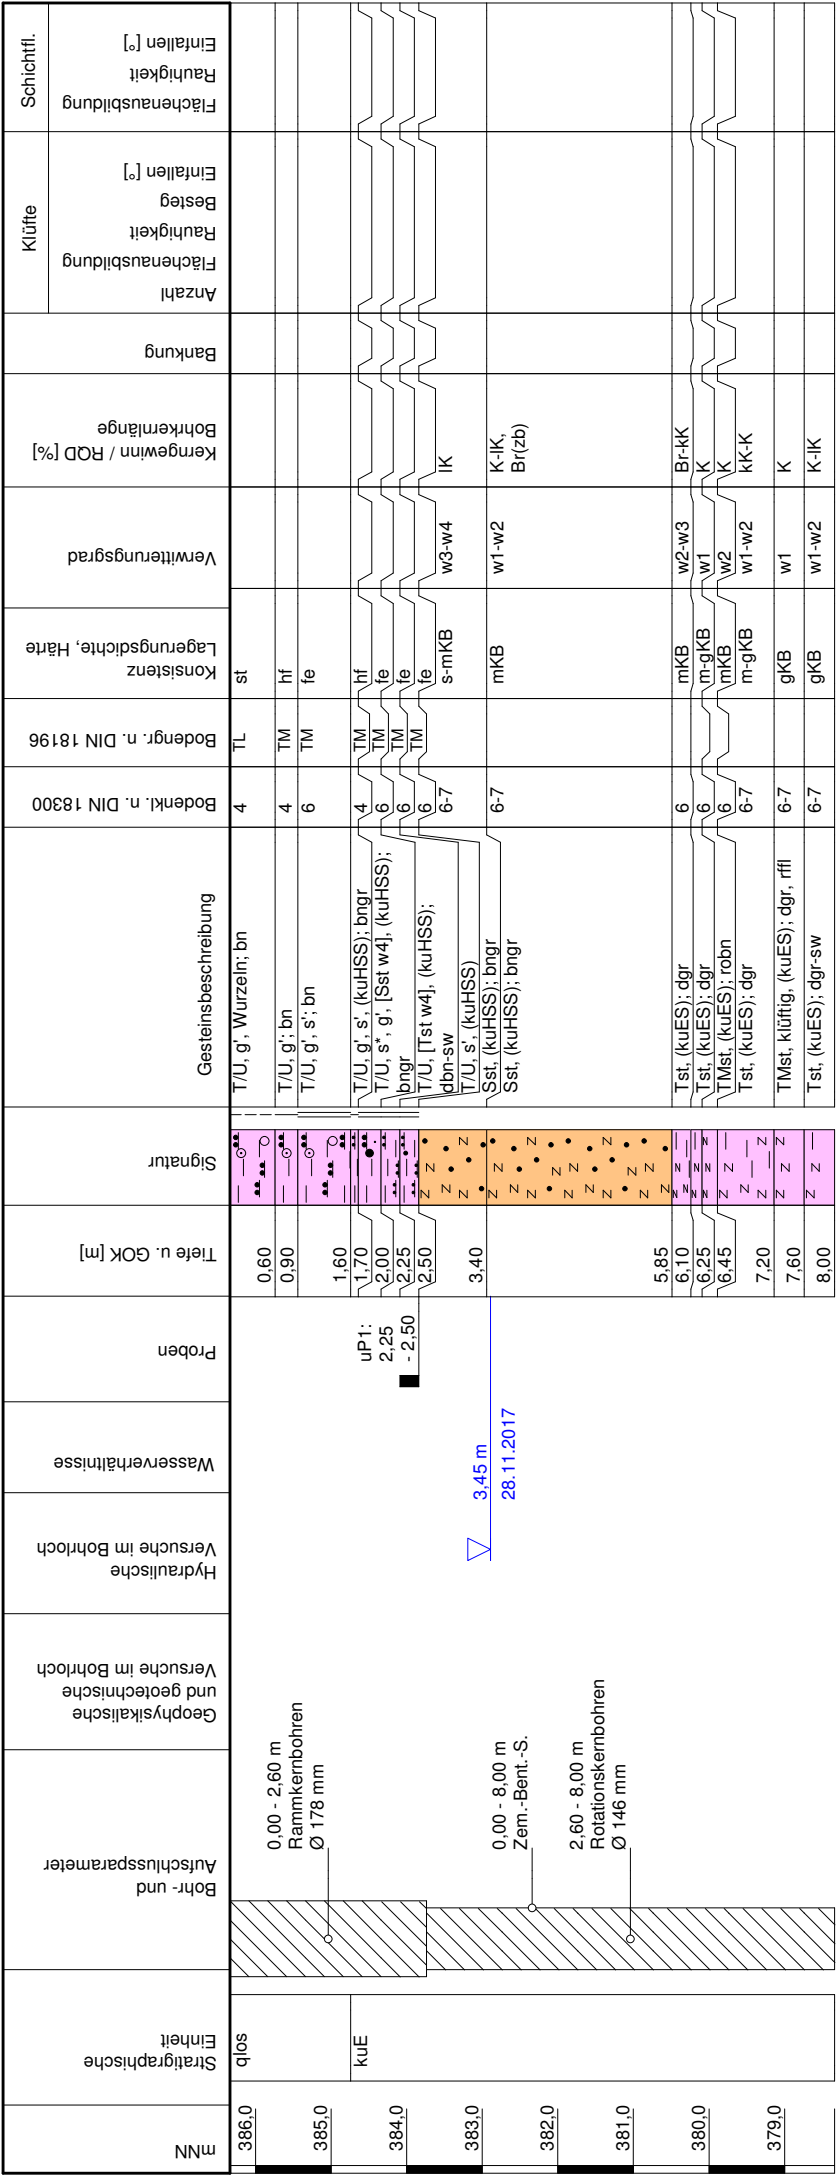 mNN
Stratigraphische
Einheit
Bohr- und
Aufschlussparameter
Geophysikalische
und geotechnische
Versuche im Bohrloch
Hydraulische
Versuche im Bohrloch
Wasserverhältnisse
Proben
Tiefe u. GOK [m]
Signatur
Gesteinsbeschreibung
Bodenkl. n. DIN 18300
Bodengr. n. DIN 18196
Konsistenz
Lagerungsdichte, Härte
Verwitterungsgrad
Kerngewinn / RQD [%]
Bohrkernlänge
Bankung
Klüfte
Anzahl
Flächenausbildung
Rauhigkeit
Besteg
Einfallen [°]
Schichtfl.
Flächenausbildung
Rauhigkeit
Einfallen [°]
386,0
385,0
384,0
383,0
382,0
381,0
380,0
379,0
qlos
kuE
0,00 - 2,60 m
Rammkernbohren
Ø 178 mm
0,00 - 8,00 m
Zem.-Bent.-S.
2,60 - 8,00 m
Rotationskernbohren
Ø 146 mm
3,45 m
28.11.2017
uP1:
2,25
- 2,50
0,60
0,90
1,60
1,70
2,00
2,25
2,50
3,40
5,85
6,10
6,25
6,45
7,20
7,60
8,00
T/U, g', Wurzeln; bn
T/U, g'; bn
T/U, g', s'; bn
T/U, g', s', (kuHSS); bngr
T/U, s*, g', [Sst w4], (kuHSS);
bngr
T/U, [Tst w4], (kuHSS);
dbn-sw
T/U, s', (kuHSS)
Sst, (kuHSS); bngr
Sst, (kuHSS); bngr
Tst, (kuES); dgr
Tst, (kuES); dgr
TMst, (kuES); robn
Tst, (kuES); dgr
TMst, klüftig, (kuES); dgr, rffl
Tst, (kuES); dgr-sw
4
4
6
4
6
6
6
6-7
6-7
6
6
6
6-7
6-7
6-7
TL
TM
TM
TM
TM
TM
TM
st
hf
fe
hf
fe
fe
fe
s-mKB
mKB
mKB
m-gKB
mKB
m-gKB
gKB
gKB
w3-w4
w1-w2
w2-w3
w1
w2
w1-w2
w1
w1-w2
lK
K-lK,
Br(zb)
Br-kK
K
K
kK-K
K
K-lK